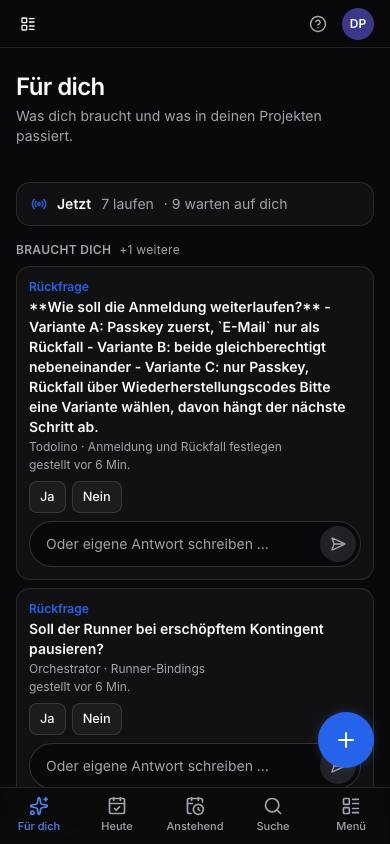 DP
Für dich
Was dich braucht und was in deinen Projekten
passiert.
Jetzt 7 laufen · 9 warten auf dich
BRAUCHT DICH +1 weitere
Rückfrage
**Wie soll die Anmeldung weiterlaufen?** -
Variante A: Passkey zuerst, `E-Mail` nur als
Rückfall - Variante B: beide gleichberechtigt
nebeneinander - Variante C: nur Passkey,
Rückfall über Wiederherstellungscodes Bitte
eine Variante wählen, davon hängt der nächste
Schritt ab.
Todolino · Anmeldung und Rückfall festlegen
gestellt vor 6 Min.
Ja Nein
Oder eigene Antwort schreiben ...
Rückfrage
Soll der Runner bei erschöpftem Kontingent
pausieren?
Orchestrator · Runner-Bindings
gestellt vor 6 Min.
Ja Nein
Oder eigene Antwort schreiben ...
Für dich Heute Anstehend Suche Menü